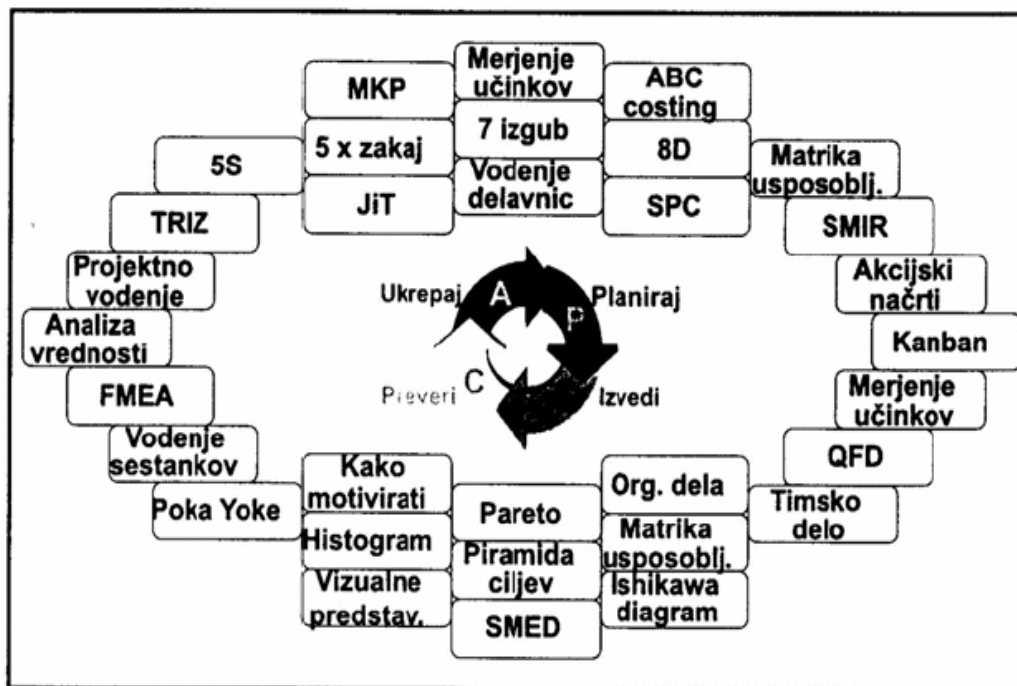 MKP
Merjenje
učinkov
ABC
costing
5 x zakaj
7 izgub
8D
5S
JiT
Vodenje
delavnic
SPC
Matrika
usposoblj.
TRIZ
SMIR
Projektno
vodenje
Ukrepaj
A
P
Planiraj
Akcijski
načrti
Analiza
vrednosti
Kanban
FMEA
Preveri
C
Izvedi
Merjenje
učinkov
Vodenje
sestankov
QFD
Poka Yoke
Kako
motivirati
Pareto
Org. dela
Timsko
delo
Histogram
Piramida
ciljev
Matrika
usposoblj.
Vizualne
predstav.
SMED
Ishikawa
diagram